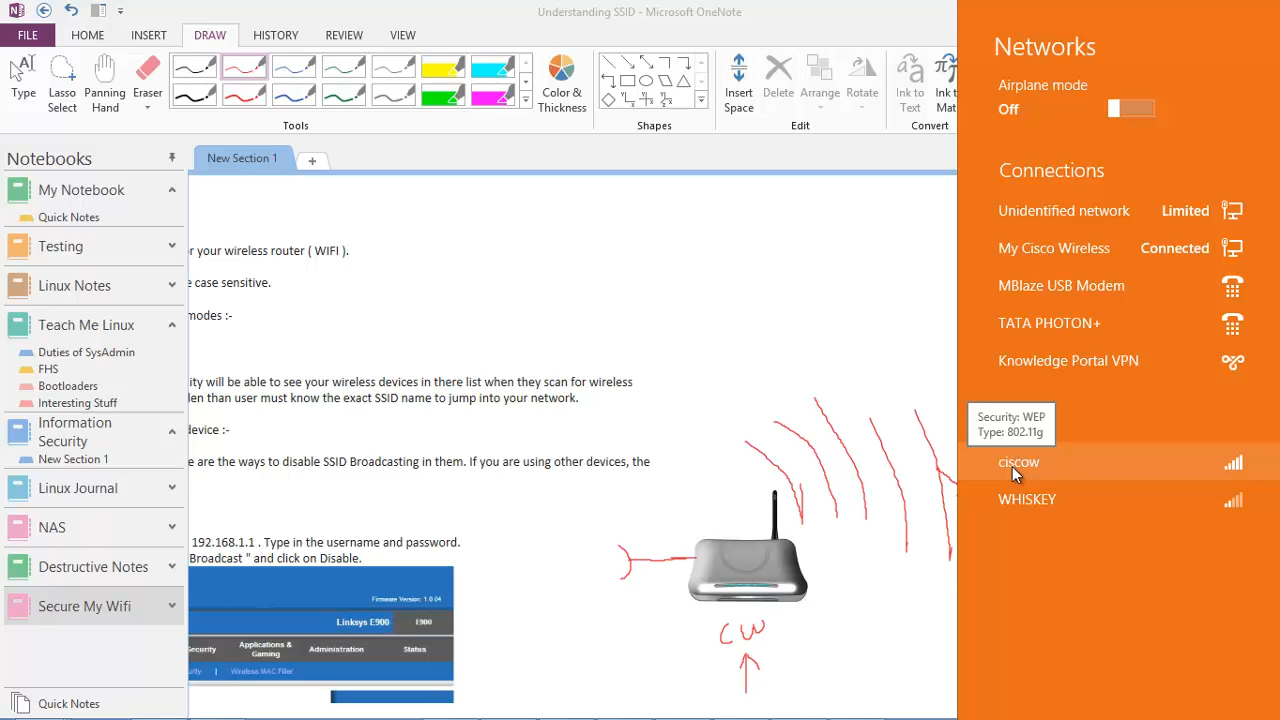 Understanding SSID - Microsoft OneNote
FILE
HOME
INSERT
DRAW
HISTORY
REVIEW
VIEW
Type
Lasso Select
Panning Hand
Eraser
Color & Thickness
Insert Space
Delete
Arrange
Rotate
Ink to Text
Ink to Mat
Tools
Shapes
Edit
Convert
Notebooks
New Section 1
My Notebook
Quick Notes
Testing
Linux Notes
Teach Me Linux
Duties of SysAdmin
FHS
Bootloaders
Interesting Stuff
Information Security
New Section 1
Linux Journal
NAS
Destructive Notes
Secure My Wifi
Quick Notes
r your wireless router ( WIFI ).
e case sensitive.
modes :-
ity will be able to see your wireless devices in there list when they scan for wireless
den than user must know the exact SSID name to jump into your network.
device :-
e are the ways to disable SSID Broadcasting in them. If you are using other devices, the
192.168.1.1 . Type in the username and password.
Broadcast " and click on Disable.
Firmware Version: 1.0.04
Linksys E900
E900
Security
Applications & Gaming
Administration
Status
urity
Wireless MAC Filter
CW
Networks
Airplane mode
Off
Connections
Unidentified network Limited
My Cisco Wireless Connected
MBlaze USB Modem
TATA PHOTON+
Knowledge Portal VPN
Security: WEP
Type: 802.11g
ciscow
WHISKEY